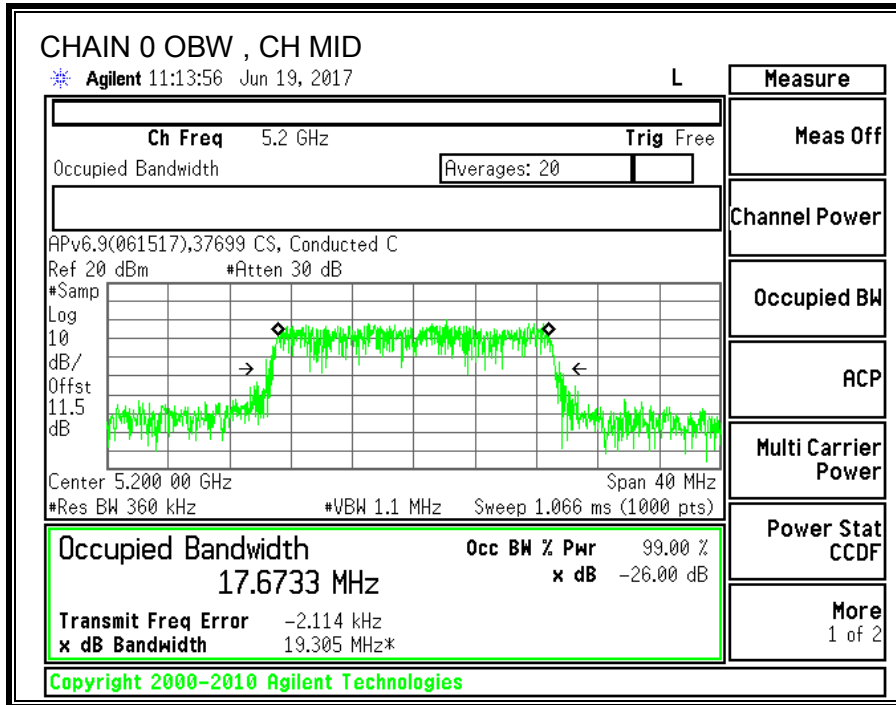 CHAIN 0 OBW , CH MID
Agilent 11:13:56 Jun 19, 2017 L
Measure
Ch Freq 5.2 GHz Trig Free
Occupied Bandwidth Averages: 20
APv6.9(061517),37699 CS, Conducted C
Ref 20 dBm #Atten 30 dB
#Samp
Log
10
dB/
Offst
11.5
dB
Center 5.200 00 GHz Span 40 MHz
#Res BW 360 kHz #VBW 1.1 MHz Sweep 1.066 ms (1000 pts)
Occupied Bandwidth Occ BW % Pwr 99.00 %
17.6733 MHz x dB -26.00 dB
Transmit Freq Error -2.114 kHz
x dB Bandwidth 19.305 MHz*
Meas Off
Channel Power
Occupied BW
ACP
Multi Carrier
Power
Power Stat
CCDF
More
1 of 2
Copyright 2000-2010 Agilent Technologies